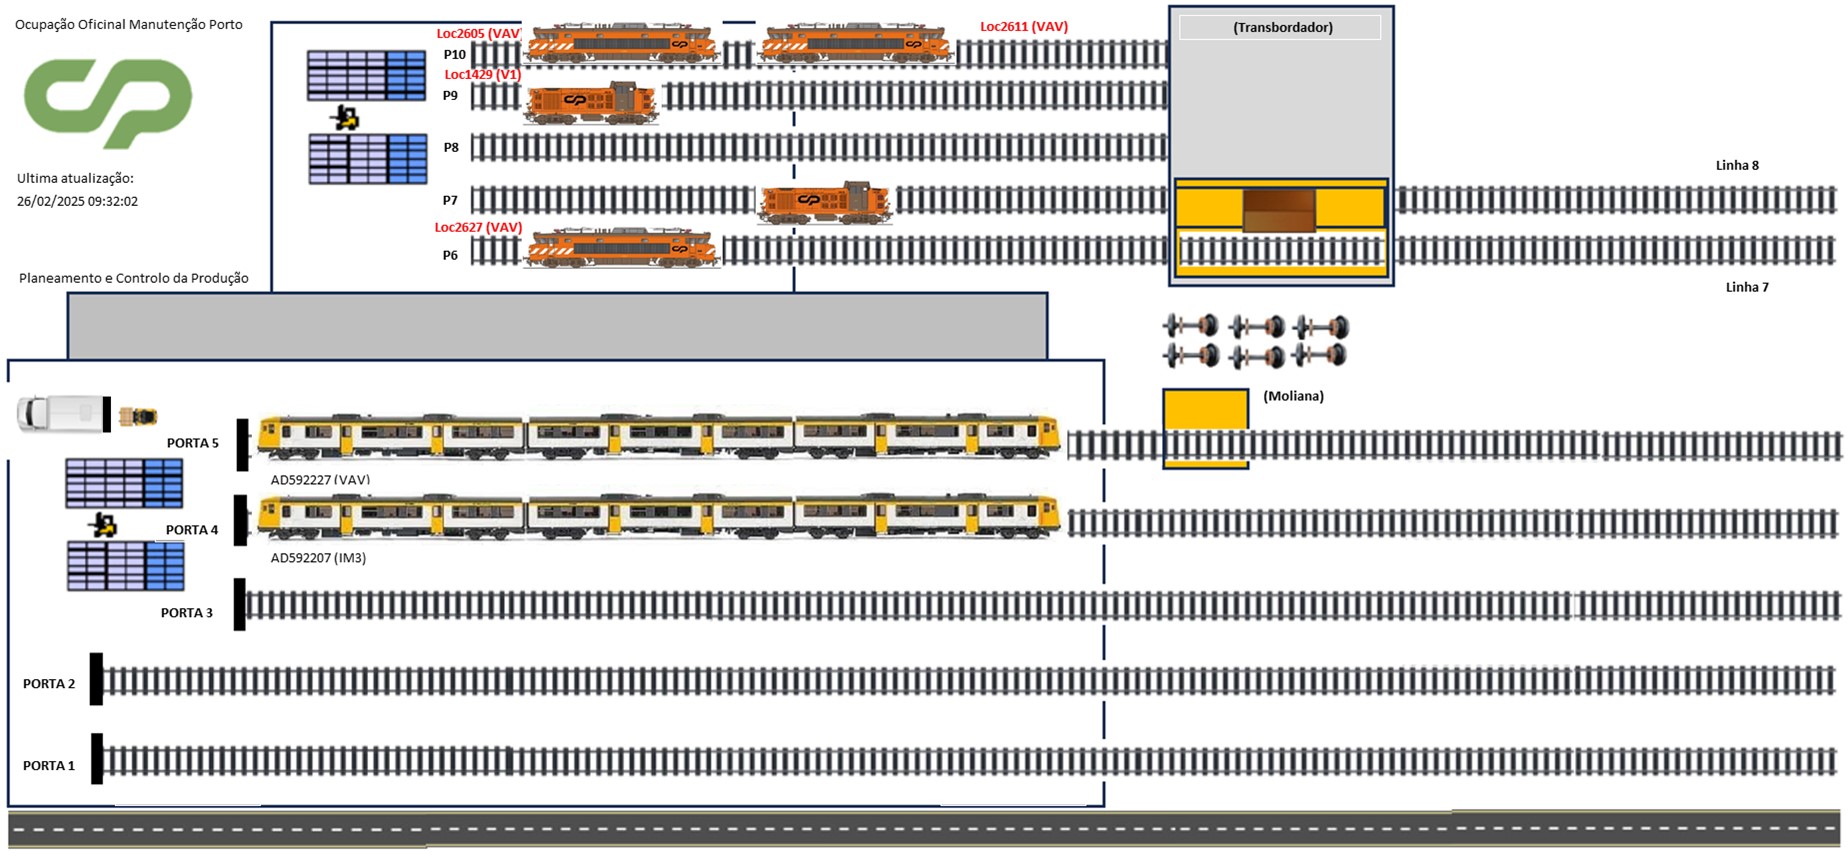 Ocupação Oficinal Manutenção Porto
Loc2605 (VAV)
Loc2611 (VAV)
(Transbordador)
P10
Loc1429 (V1)
P9
P8
Linha 8
Ultima atualização:
26/02/2025 09:32:02
P7
Loc2627 (VAV)
P6
Planeamento e Controlo da Produção
Linha 7
(Moliana)
PORTA 5
AD592227 (VAV)
PORTA 4
AD592207 (IM3)
PORTA 3
PORTA 2
PORTA 1